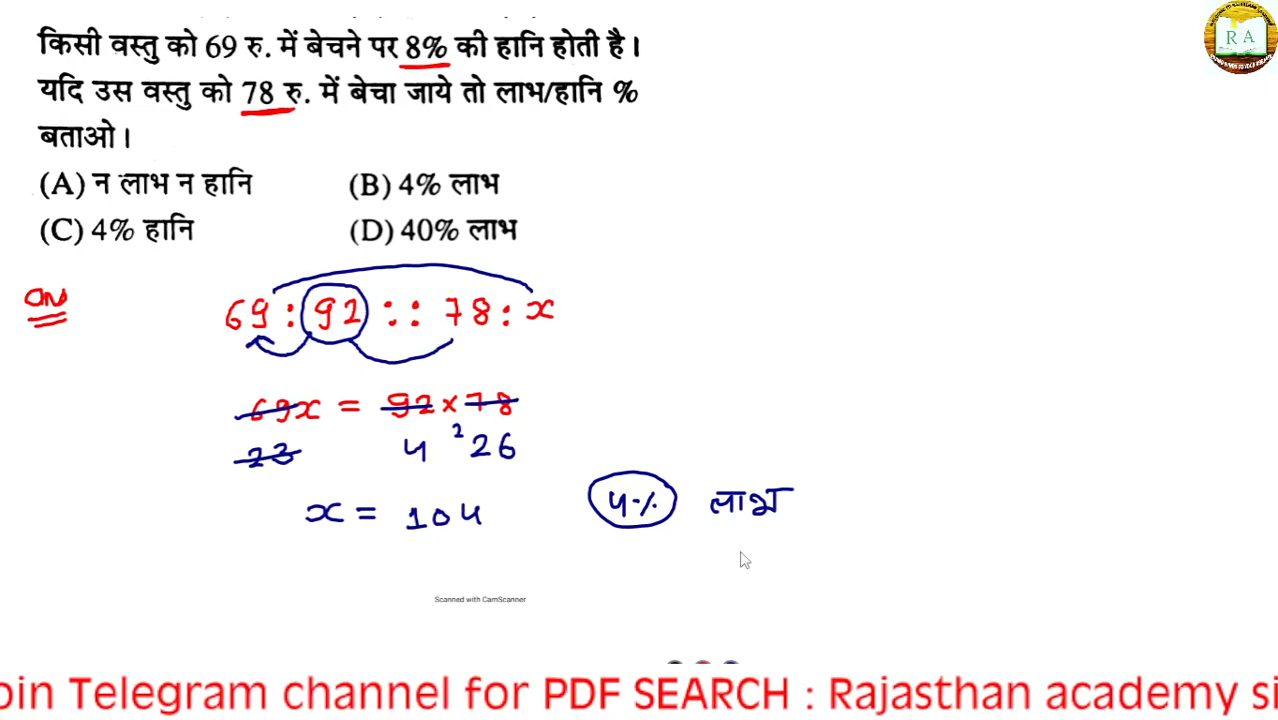 किसी वस्तु को 69 रु. में बेचने पर 8% की हानि होती है।
यदि उस वस्तु को 78 रु. में बेचा जाये तो लाभ/हानि %
बताओ।
(A) न लाभ न हानि (B) 4% लाभ
(C) 4% हानि (D) 40% लाभ
69 : 92 :: 78 : x
69x = 92 × 78
23 4 2 26
x = 104 4% लाभ
Scanned with CamScanner
oin Telegram channel for PDF SEARCH : Rajasthan academy si
R A